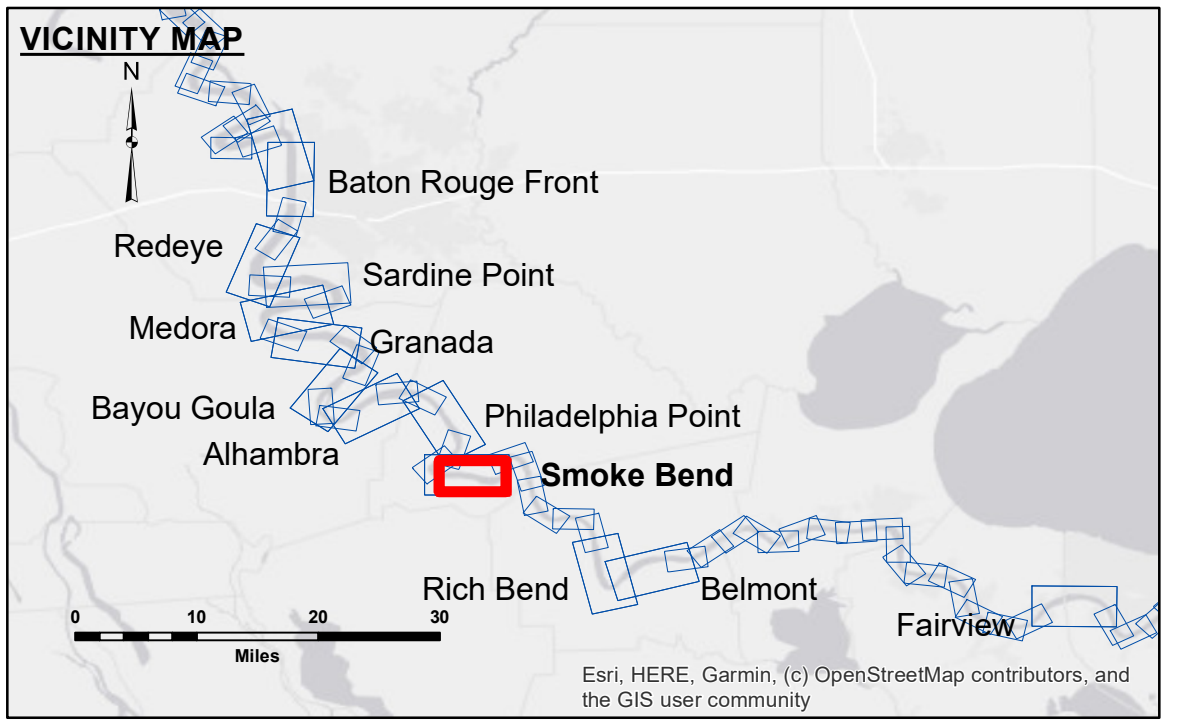 VICINITY MAP
N
Baton Rouge Front
Redeye
Sardine Point
Medora
Granada
Bayou Goula
Philadelphia Point
Alhambra
Smoke Bend
Rich Bend
Belmont
Fairview
0 10 20 30
Miles
Esri, HERE, Garmin, (c) OpenStreetMap contributors, and
the GIS user community